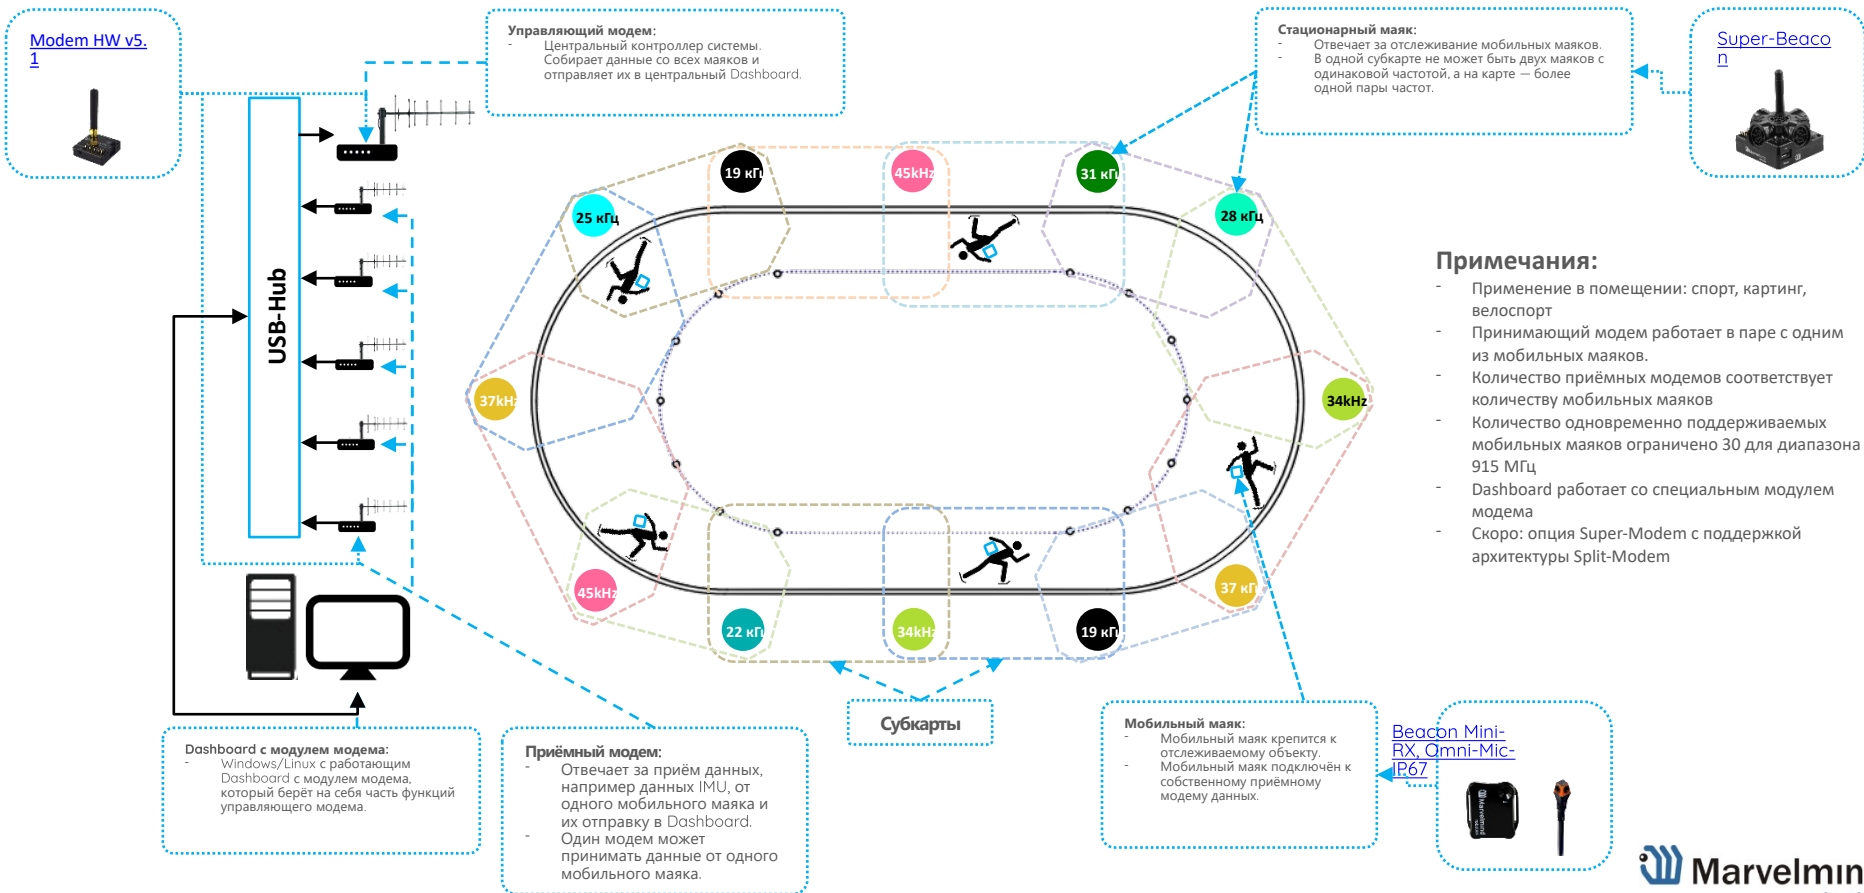 Modem HW v5.
1
Управляющий модем:
- Центральный контроллер системы.
Собирает данные со всех маяков и
отправляет их в центральный Dashboard.
Стационарный маяк:
- Отвечает за отслеживание мобильных маяков.
- В одной субкарте не может быть двух маяков с
одинаковой частотой, а на карте — более
одной пары частот.
Super-Beaco
n
USB-Hub
19 кГц
45kHz
31 кГц
25 кГц
28 кГц
37kHz
34kHz
45kHz
37 кГц
22 кГц
34kHz
19 кГц
Примечания:
- Применение в помещении: спорт, картинг,
велоспорт
- Принимающий модем работает в паре с одним
из мобильных маяков.
- Количество приёмных модемов соответствует
количеству мобильных маяков
- Количество одновременно поддерживаемых
мобильных маяков ограничено 30 для диапазона
915 МГц
- Dashboard работает со специальным модулем
модема
- Скоро: опция Super-Modem с поддержкой
архитектуры Split-Modem
Субкарты
Dashboard с модулем модема:
- Windows/Linux с работающим
Dashboard с модулем модема,
который берёт на себя часть функций
управляющего модема.
Приёмный модем:
- Отвечает за приём данных,
например данных IMU, от
одного мобильного маяка и
их отправку в Dashboard.
- Один модем может
принимать данные от одного
мобильного маяка.
Мобильный маяк:
- Мобильный маяк крепится к
отслеживаемому объекту.
- Мобильный маяк подключён к
собственному приёмному
модему данных.
Beacon Mini-
RX, Omni-Mic-
IP67
Marvelmind
Marvelmin